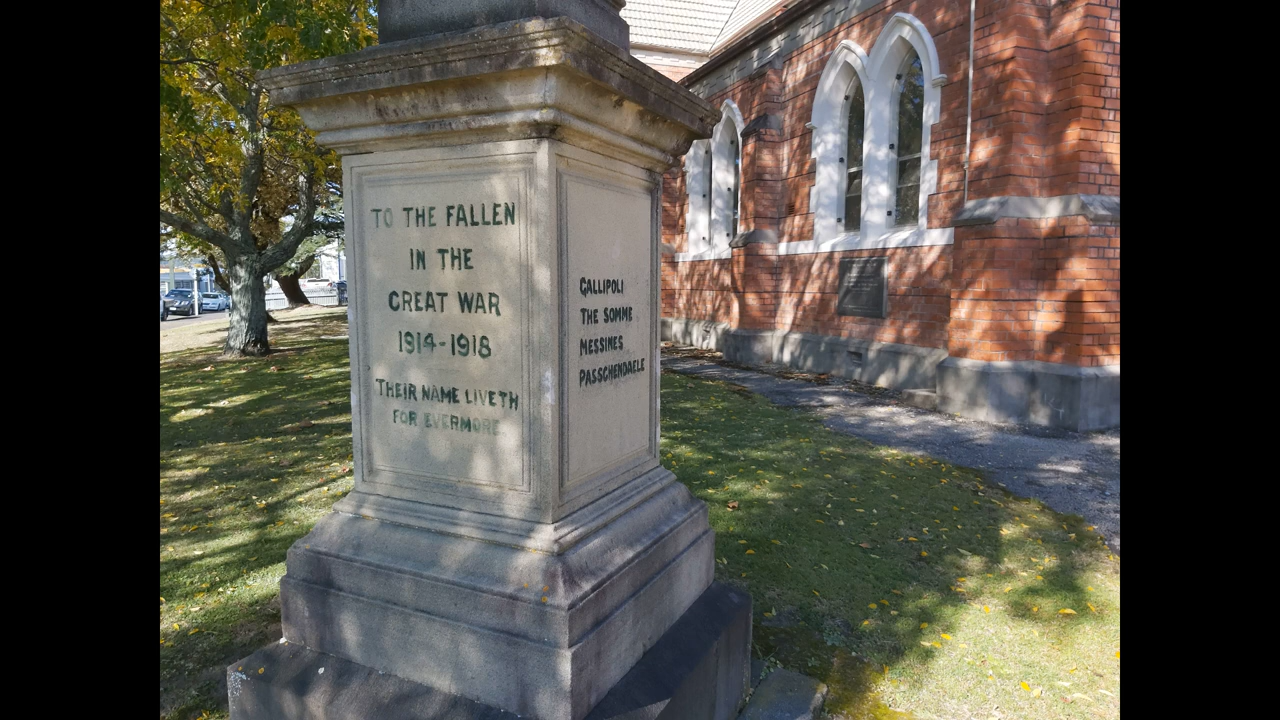 TO THE FALLEN
IN THE
GREAT WAR
1914-1918
THEIR NAME LIVETH
FOR EVERMORE
GALLIPOLI
THE SOMME
MESSINES
PASSCHENDAELE